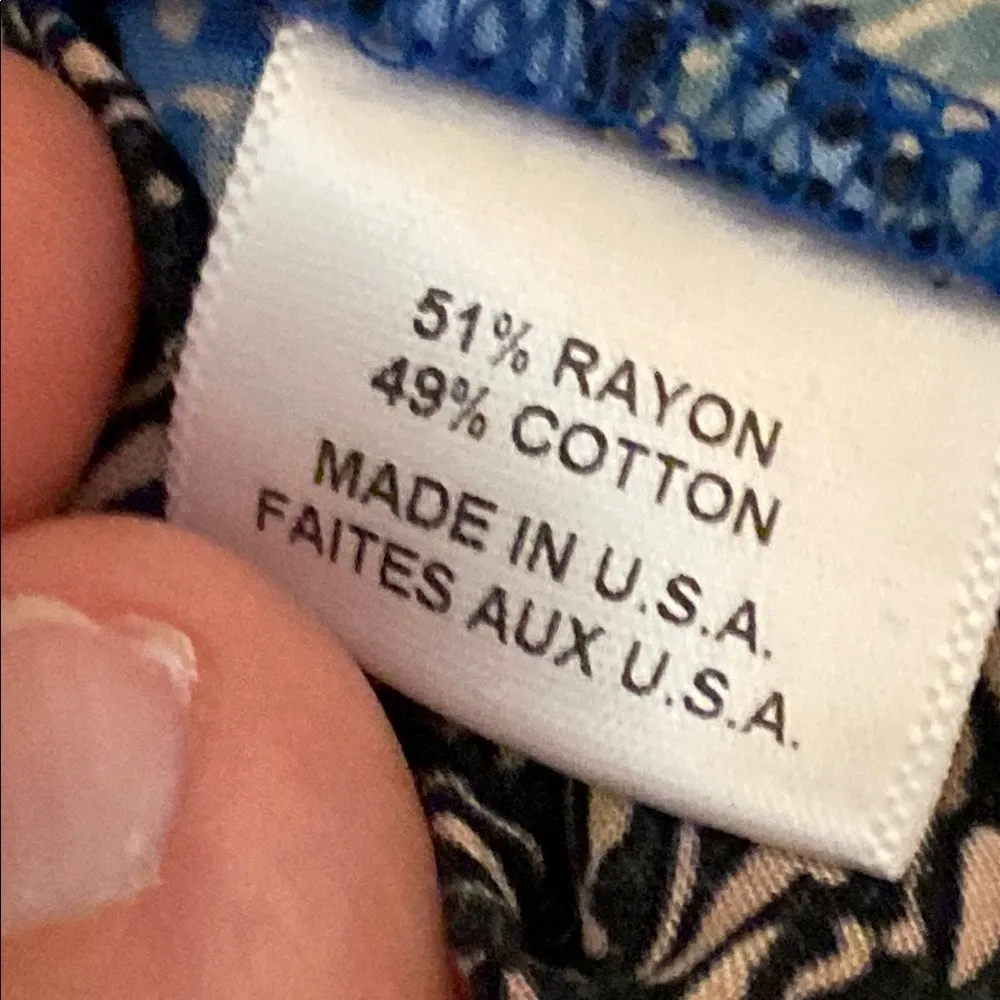 51% RAYON
49% COTTON
MADE IN U.S.A.
FAITES AUX U.S.A.